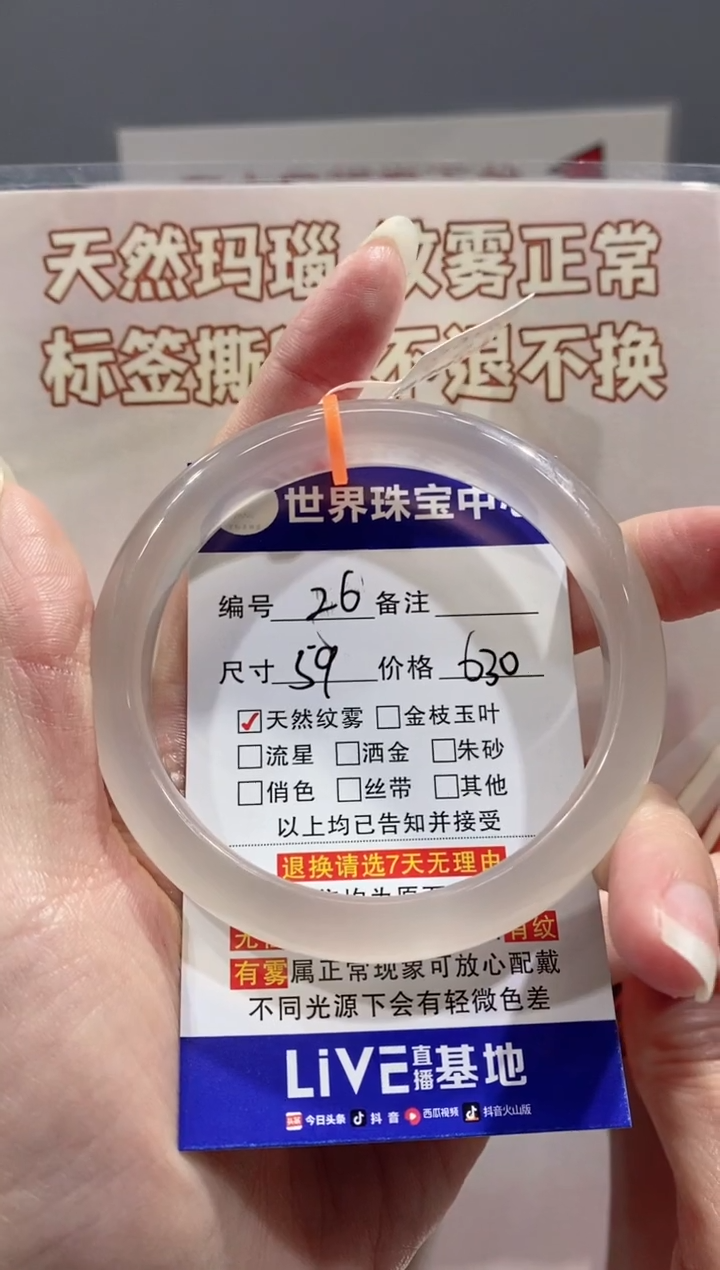 天然玛瑙 纹雾正常
标签撕 不退不换
世界珠宝中心
编号 26 备注
尺寸 59 价格 630
✓天然纹雾 □金枝玉叶
□流星 □洒金 □朱砂
□俏色 □丝带 □其他
以上均已告知并接受
退换请选7天无理由
有纹
有雾属正常现象可放心配戴
不同光源下会有轻微色差
LiVE直播基地
头条 今日头条 抖音 西瓜视频 抖音火山版